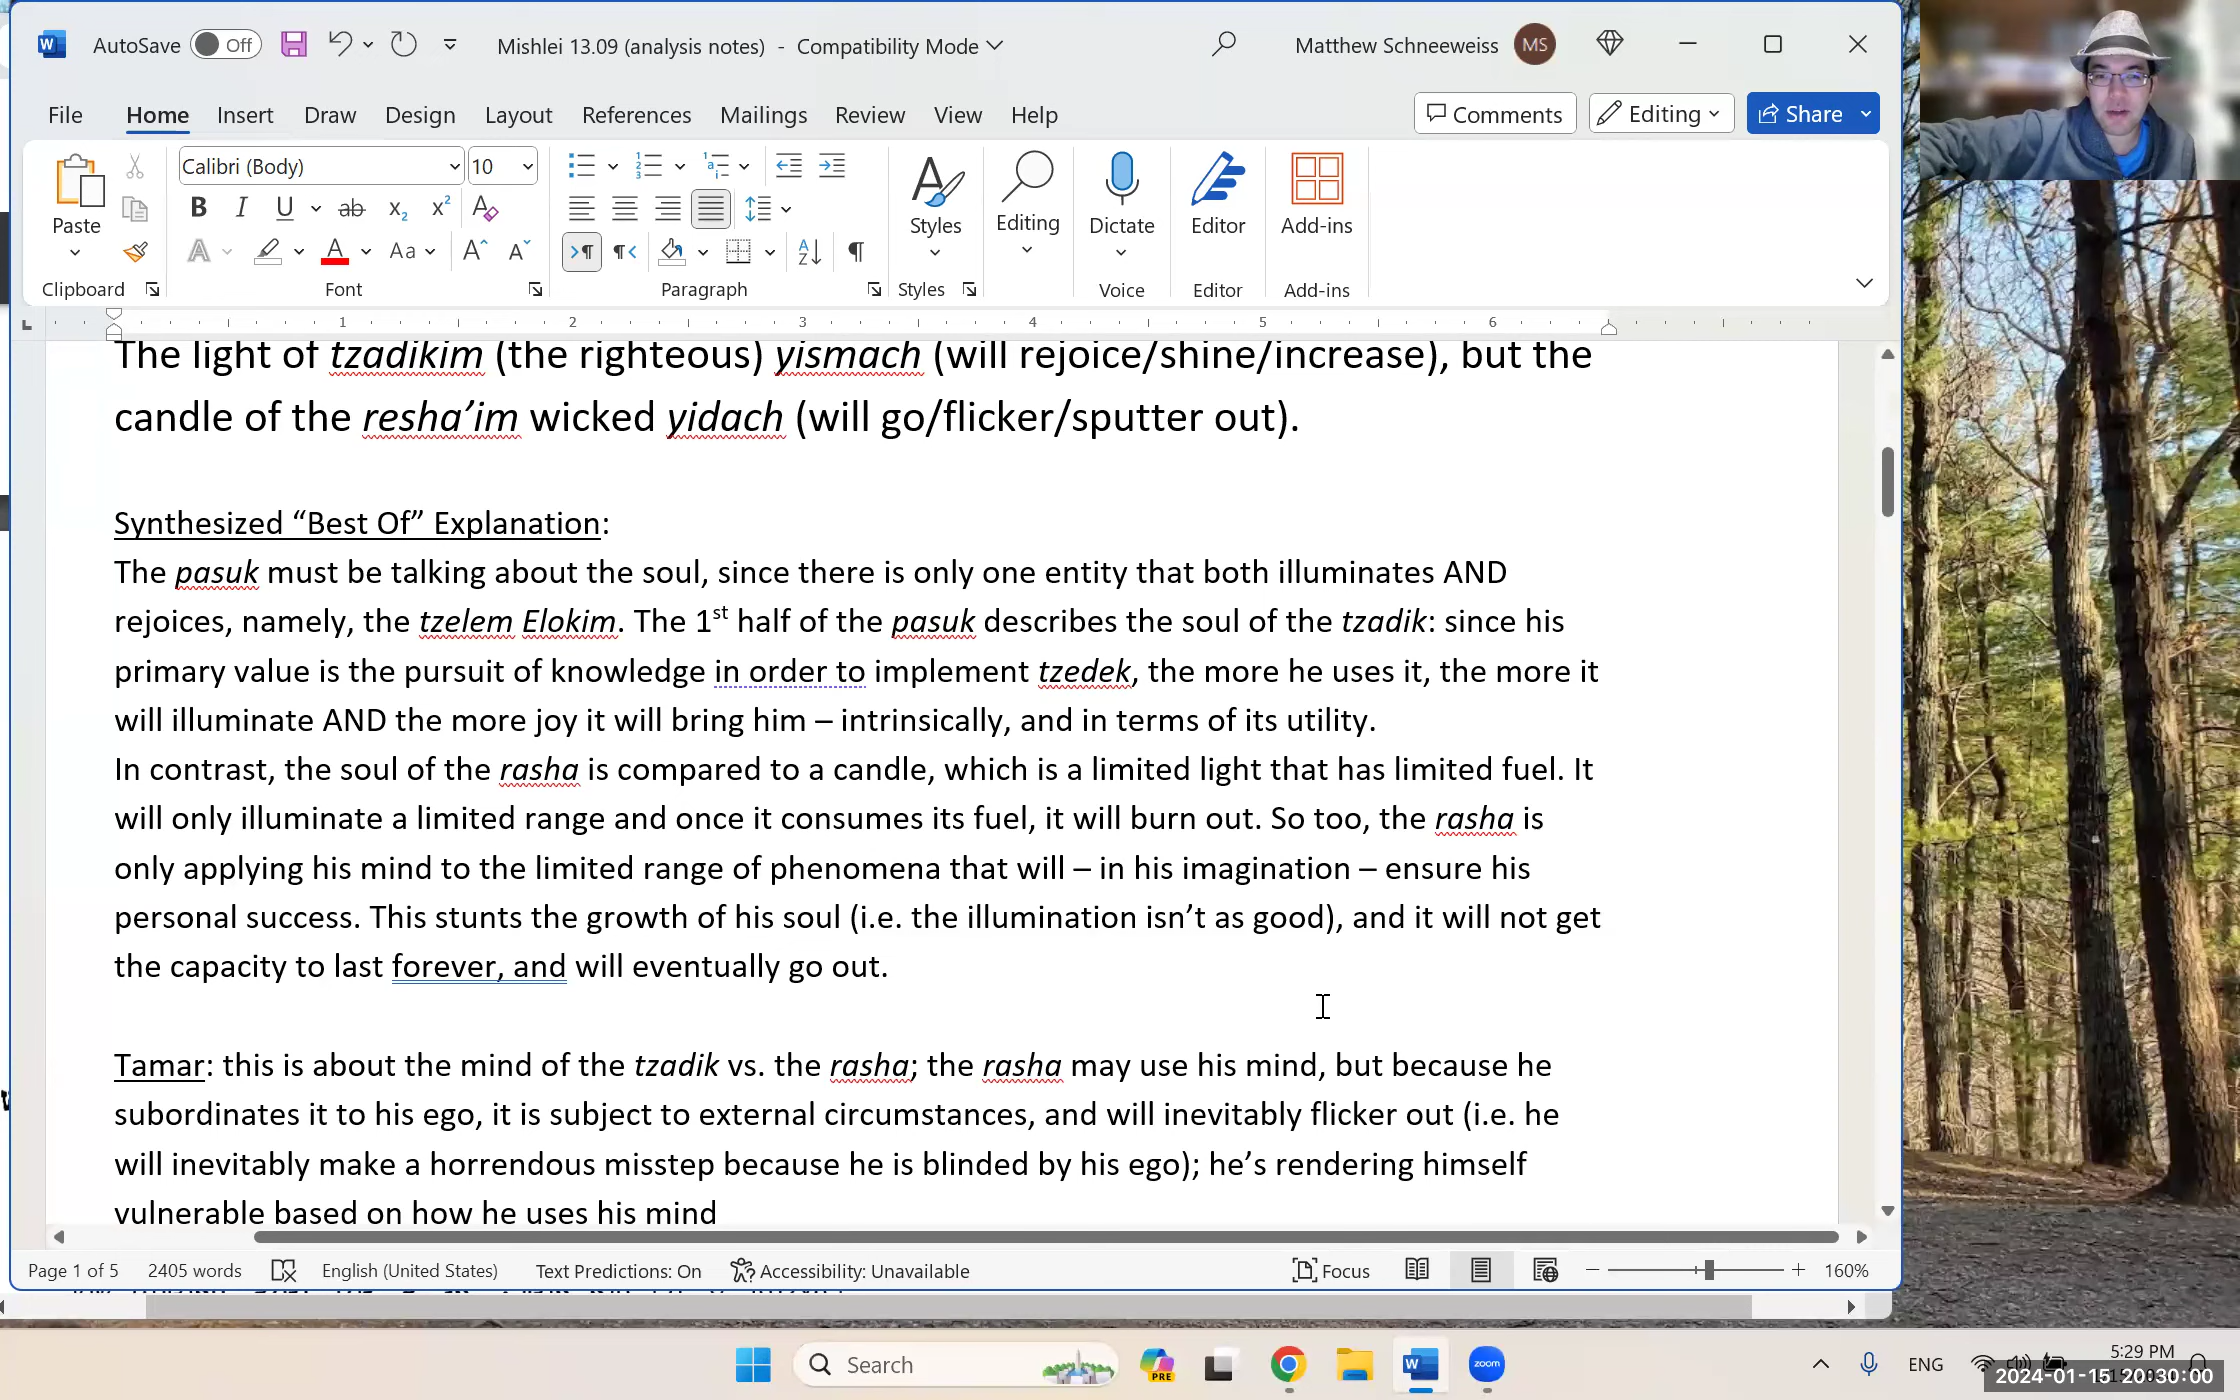 AutoSave Off Mishlei 13.09 (analysis notes) - Compatibility Mode Matthew Schneeweiss MS
File Home Insert Draw Design Layout References Mailings Review View Help Comments Editing Share
Calibri (Body) 10
Paste Styles Editing Dictate Editor Add-ins
Clipboard Font Paragraph Styles Voice Editor Add-ins
1 2 3 4 5 6
The light of tzadikim (the righteous) yismach (will rejoice/shine/increase), but the
candle of the resha’im wicked yidach (will go/flicker/sputter out).
Synthesized “Best Of” Explanation:
The pasuk must be talking about the soul, since there is only one entity that both illuminates AND
rejoices, namely, the tzelem Elokim. The 1st half of the pasuk describes the soul of the tzadik: since his
primary value is the pursuit of knowledge in order to implement tzedek, the more he uses it, the more it
will illuminate AND the more joy it will bring him – intrinsically, and in terms of its utility.
In contrast, the soul of the rasha is compared to a candle, which is a limited light that has limited fuel. It
will only illuminate a limited range and once it consumes its fuel, it will burn out. So too, the rasha is
only applying his mind to the limited range of phenomena that will – in his imagination – ensure his
personal success. This stunts the growth of his soul (i.e. the illumination isn’t as good), and it will not get
the capacity to last forever, and will eventually go out.
Tamar: this is about the mind of the tzadik vs. the rasha; the rasha may use his mind, but because he
subordinates it to his ego, it is subject to external circumstances, and will inevitably flicker out (i.e. he
will inevitably make a horrendous misstep because he is blinded by his ego); he’s rendering himself
vulnerable based on how he uses his mind
Page 1 of 5 2405 words English (United States) Text Predictions: On Accessibility: Unavailable Focus 160%
Search PRE zoom ENG 5:29 PM
2024-01-15 20:30:00